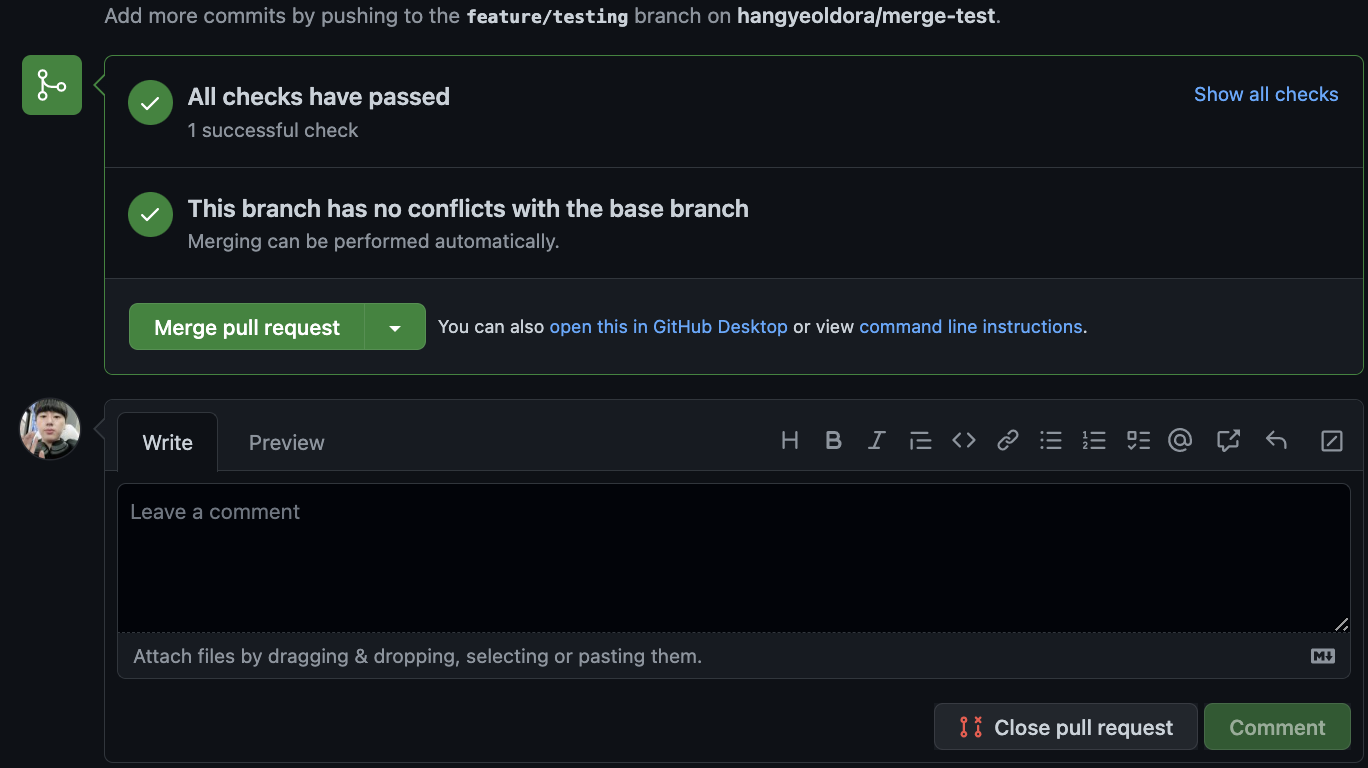 Add more commits by pushing to the feature/testing branch on hangyeoldora/merge-test.
All checks have passed
Show all checks
1 successful check
This branch has no conflicts with the base branch
Merging can be performed automatically.
Merge pull request
You can also open this in GitHub Desktop or view command line instructions.
Write
Preview
Leave a comment
Attach files by dragging & dropping, selecting or pasting them.
Close pull request
Comment